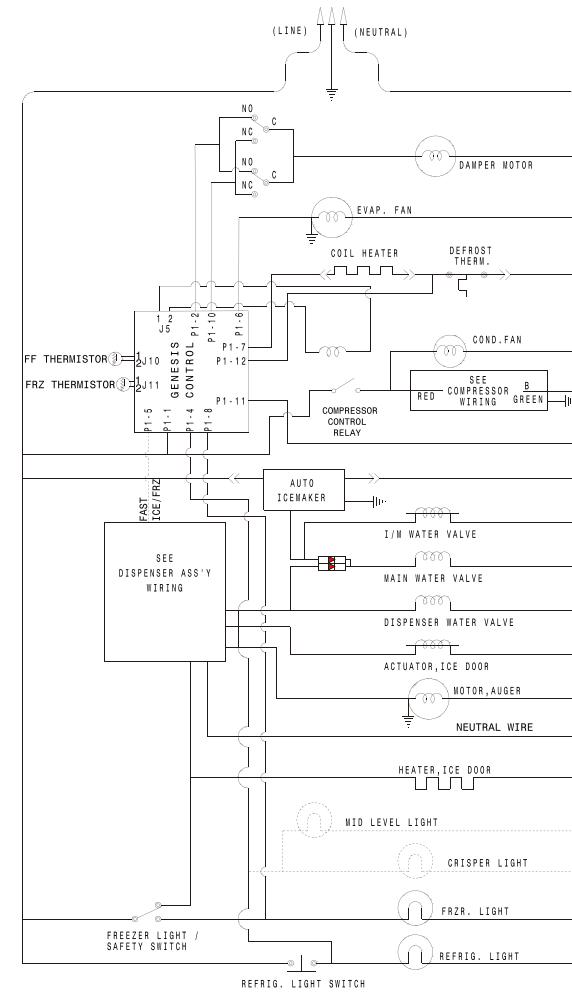 (LINE)
(NEUTRAL)
NO
C
NC
NO
C
NC
DAMPER MOTOR
EVAP. FAN
COIL HEATER
DEFROST
THERM.
1 2
J5
P1-2
P1-10
P1-6
GENESIS
CONTROL
P1-7
P1-12
P1-11
FF THERMISTOR
1
2
J10
FRZ THERMISTOR
1
2
J11
P1-5
P1-1
P1-4
P1-8
COND.FAN
SEE
COMPRESSOR
WIRING
RED
B
GREEN
COMPRESSOR
CONTROL
RELAY
FAST
ICE/FRZ
AUTO
ICEMAKER
I/M WATER VALVE
SEE
DISPENSER ASS'Y
WIRING
MAIN WATER VALVE
DISPENSER WATER VALVE
ACTUATOR,ICE DOOR
MOTOR,AUGER
NEUTRAL WIRE
HEATER,ICE DOOR
MID LEVEL LIGHT
CRISPER LIGHT
FRZR. LIGHT
FREEZER LIGHT /
SAFETY SWITCH
REFRIG. LIGHT
REFRIG. LIGHT SWITCH